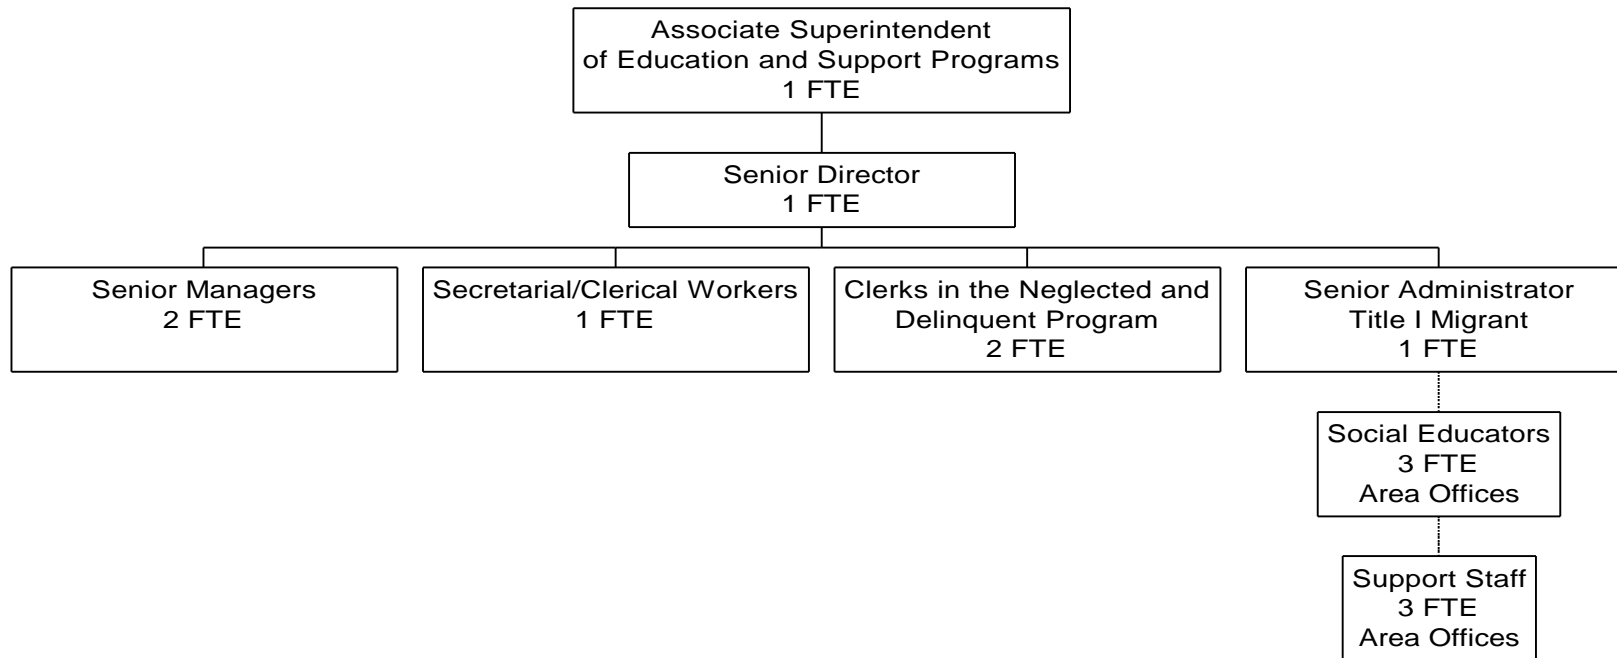 Associate Superintendent
of Education and Support Programs
1 FTE
Senior Director
1 FTE
Senior Managers
2 FTE
Secretarial/Clerical Workers
1 FTE
Clerks in the Neglected and
Delinquent Program
2 FTE
Senior Administrator
Title I Migrant
1 FTE
Social Educators
3 FTE
Area Offices
Support Staff
3 FTE
Area Offices